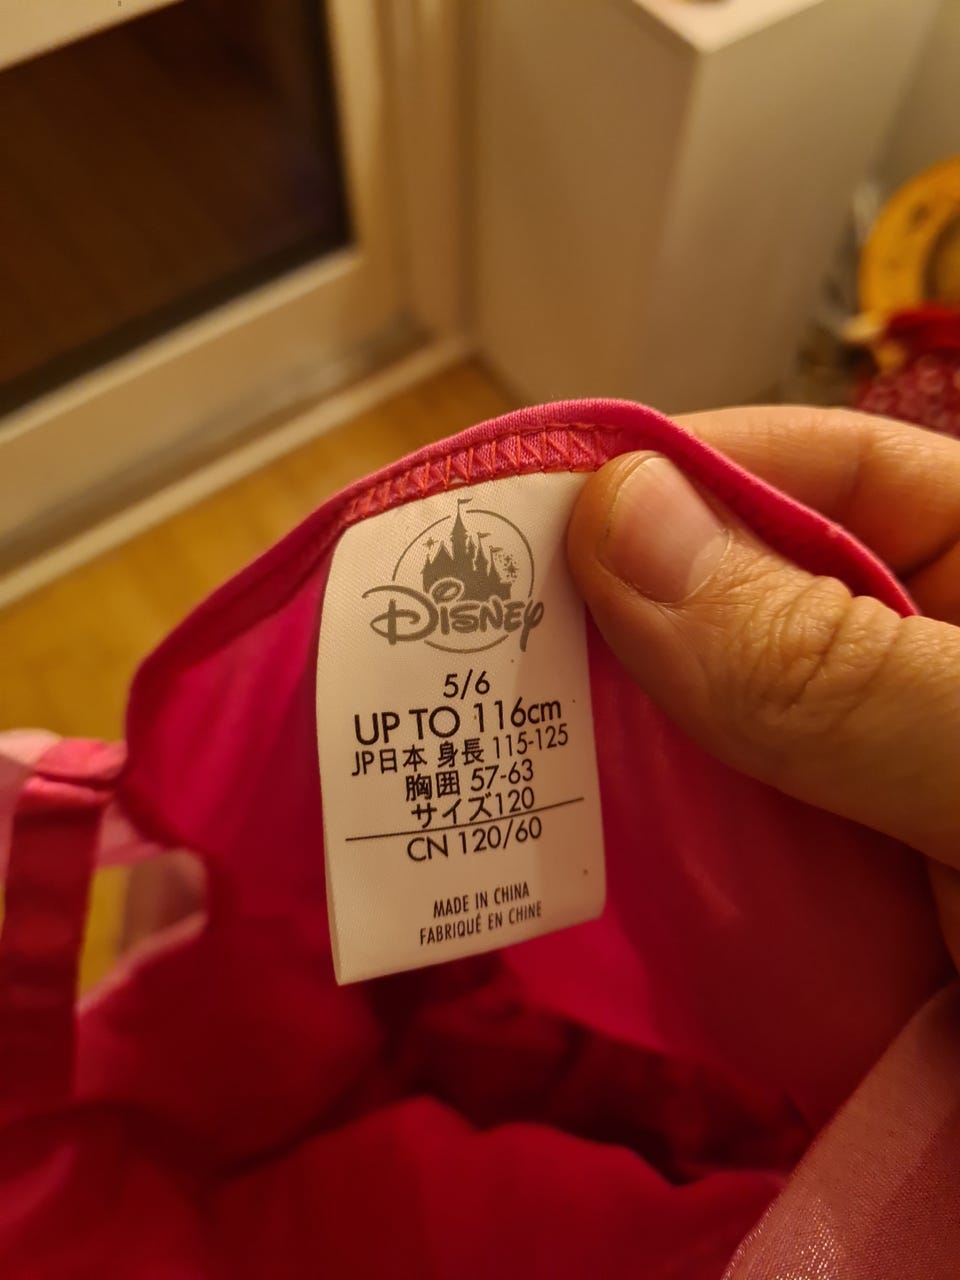 Disney
5/6
UP TO 116cm
JP日本 身長 115-125
胸囲 57-63
サイズ120
CN 120/60
MADE IN CHINA
FABRIQUÉ EN CHINE